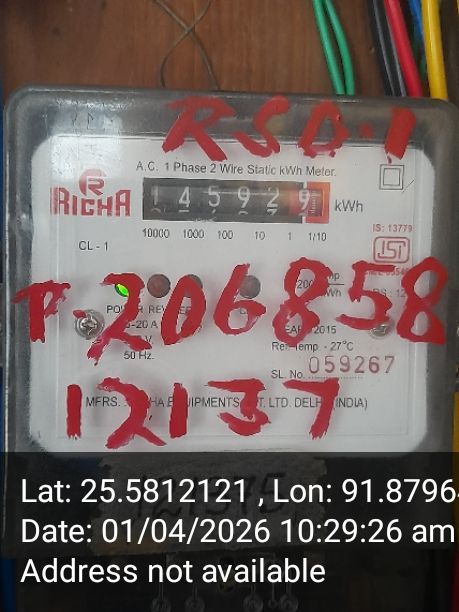 RSD.1
A.C. 1 Phase 2 Wire Static kWh Meter.
RICHA
1 4 5 9 2 9 kWh
10000 1000 100 10 1 1/10
CL - 1
IS: 13779
ISI
P.206858
50 Hz.
2015
Ref. Temp - 27°C
SL. No. 059267
12137
MFRS. EQUIPMENTS LTD. DELHI (INDIA)
Lat: 25.5812121 , Lon: 91.8796
Date: 01/04/2026 10:29:26 am
Address not available